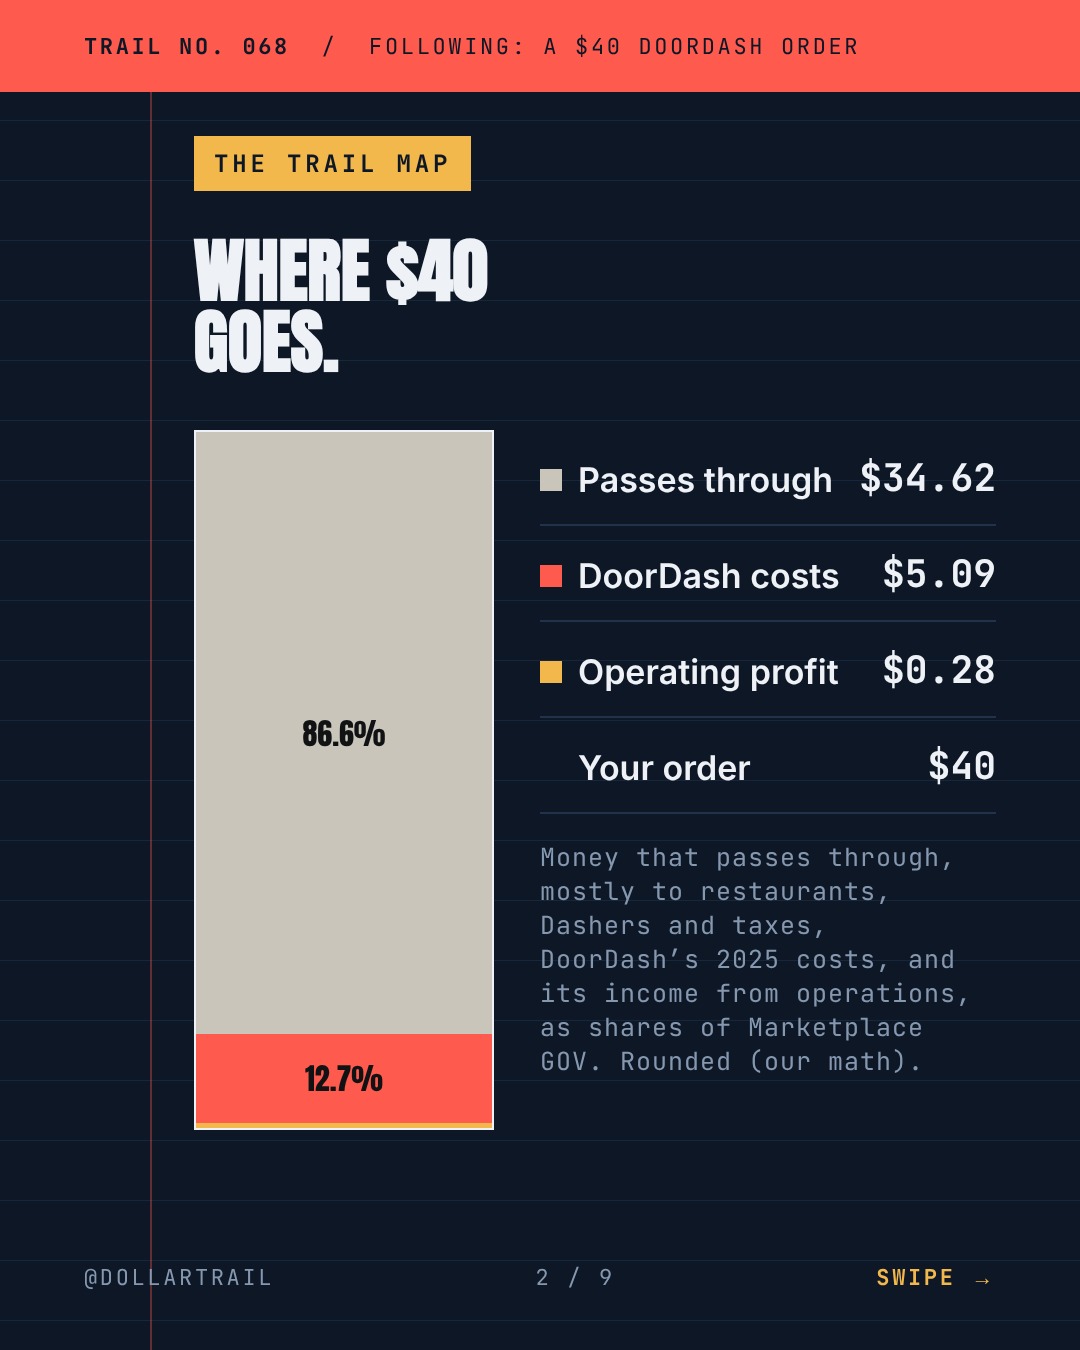 TRAIL NO. 068 / FOLLOWING: A $40 DOORDASH ORDER
THE TRAIL MAP
WHERE $40
GOES.
86.6%
12.7%
Passes through $34.62
DoorDash costs $5.09
Operating profit $0.28
Your order $40
Money that passes through,
mostly to restaurants,
Dashers and taxes,
DoorDash’s 2025 costs, and
its income from operations,
as shares of Marketplace
GOV. Rounded (our math).
@DOLLARTRAIL
2 / 9
SWIPE →